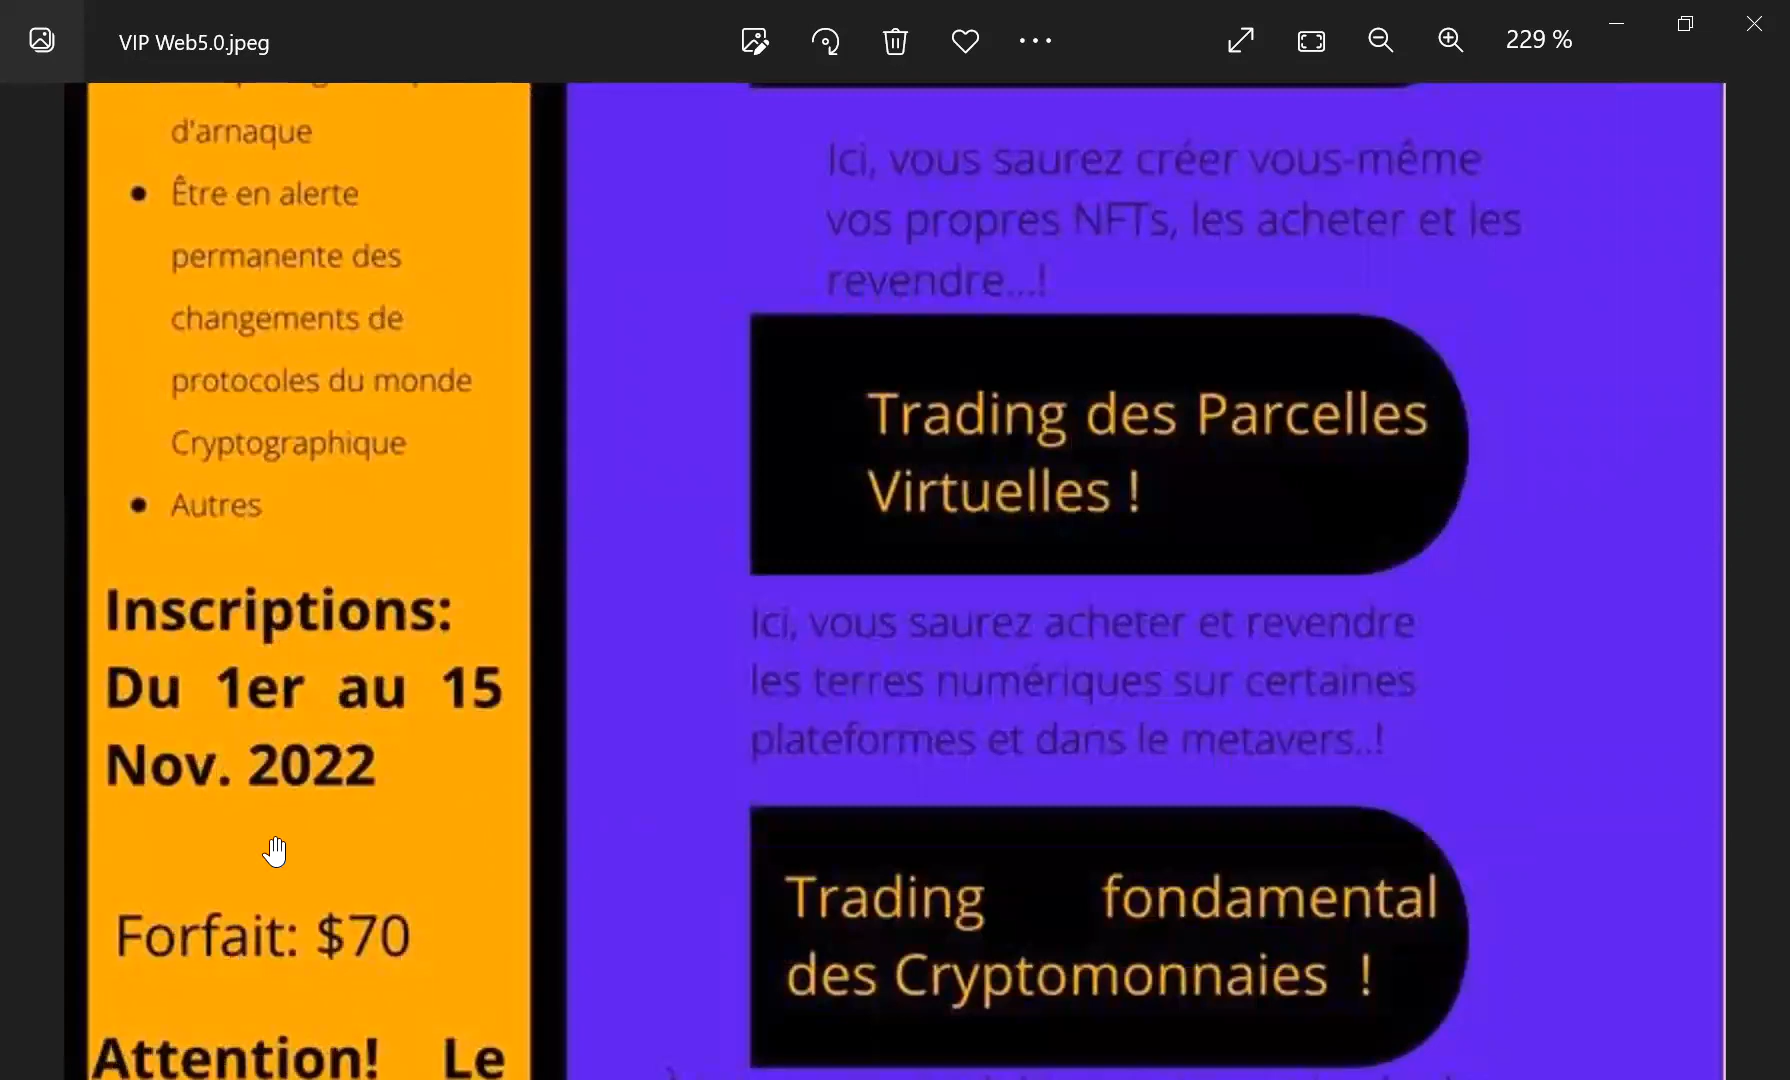 VIP Web5.0.jpeg
229 %
d'arnaque
● Être en alerte
permanente des
changements de
protocoles du monde
Cryptographique
● Autres
Inscriptions:
Du 1er au 15
Nov. 2022
Forfait: $70
Attention! Le
Ici, vous saurez créer vous-même
vos propres NFTs, les acheter et les
revendre...!
Trading des Parcelles
Virtuelles !
Ici, vous saurez acheter et revendre
les terres numériques sur certaines
plateformes et dans le metavers..!
Trading fondamental
des Cryptomonnaies !